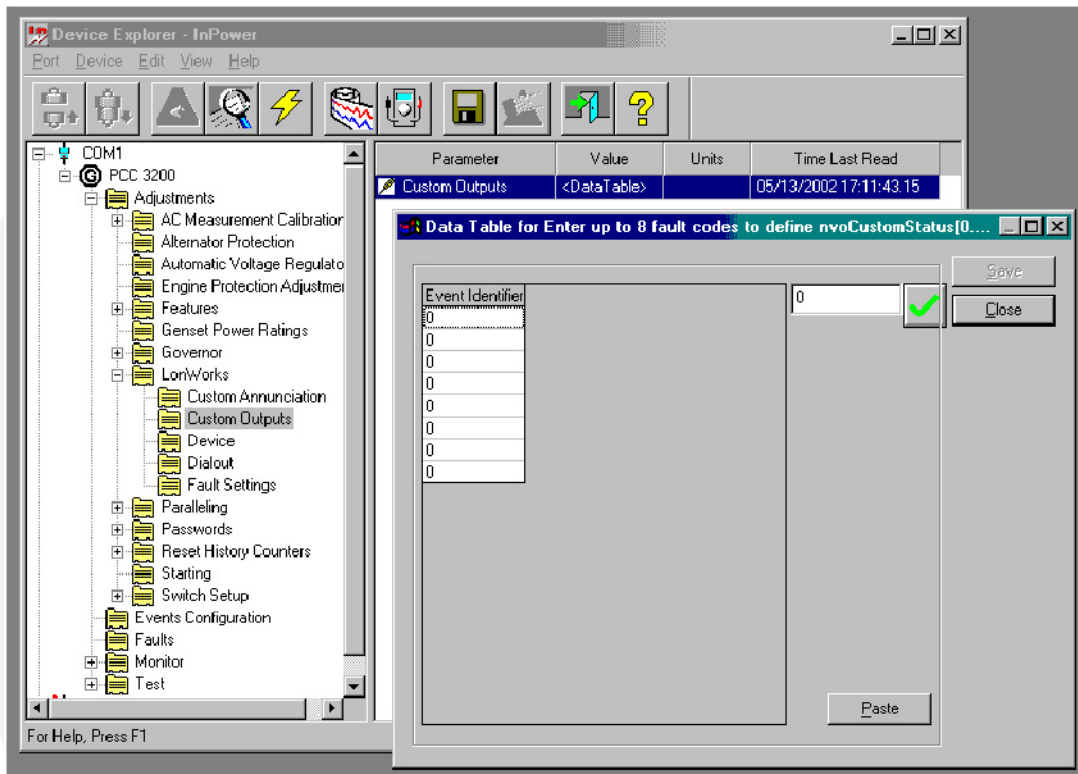 Device Explorer - InPower
Port Device Edit View Help
COM1
PCC 3200
Adjustments
AC Measurement Calibration
Alternator Protection
Automatic Voltage Regulato
Engine Protection Adjustmei
Features
Genset Power Ratings
Governor
LonWorks
Custom Annunciation
Custom Outputs
Device
Dialout
Fault Settings
Paralleling
Passwords
Reset History Counters
Starting
Switch Setup
Events Configuration
Faults
Monitor
Test
For Help, Press F1
Parameter Value Units Time Last Read
Custom Outputs <DataTable> 05/13/2002 17:11:43.15
Data Table for Enter up to 8 fault codes to define nvoCustomStatus[0....
Event Identifier
0
0
0
0
0
0
0
0
0
Save
Close
Paste